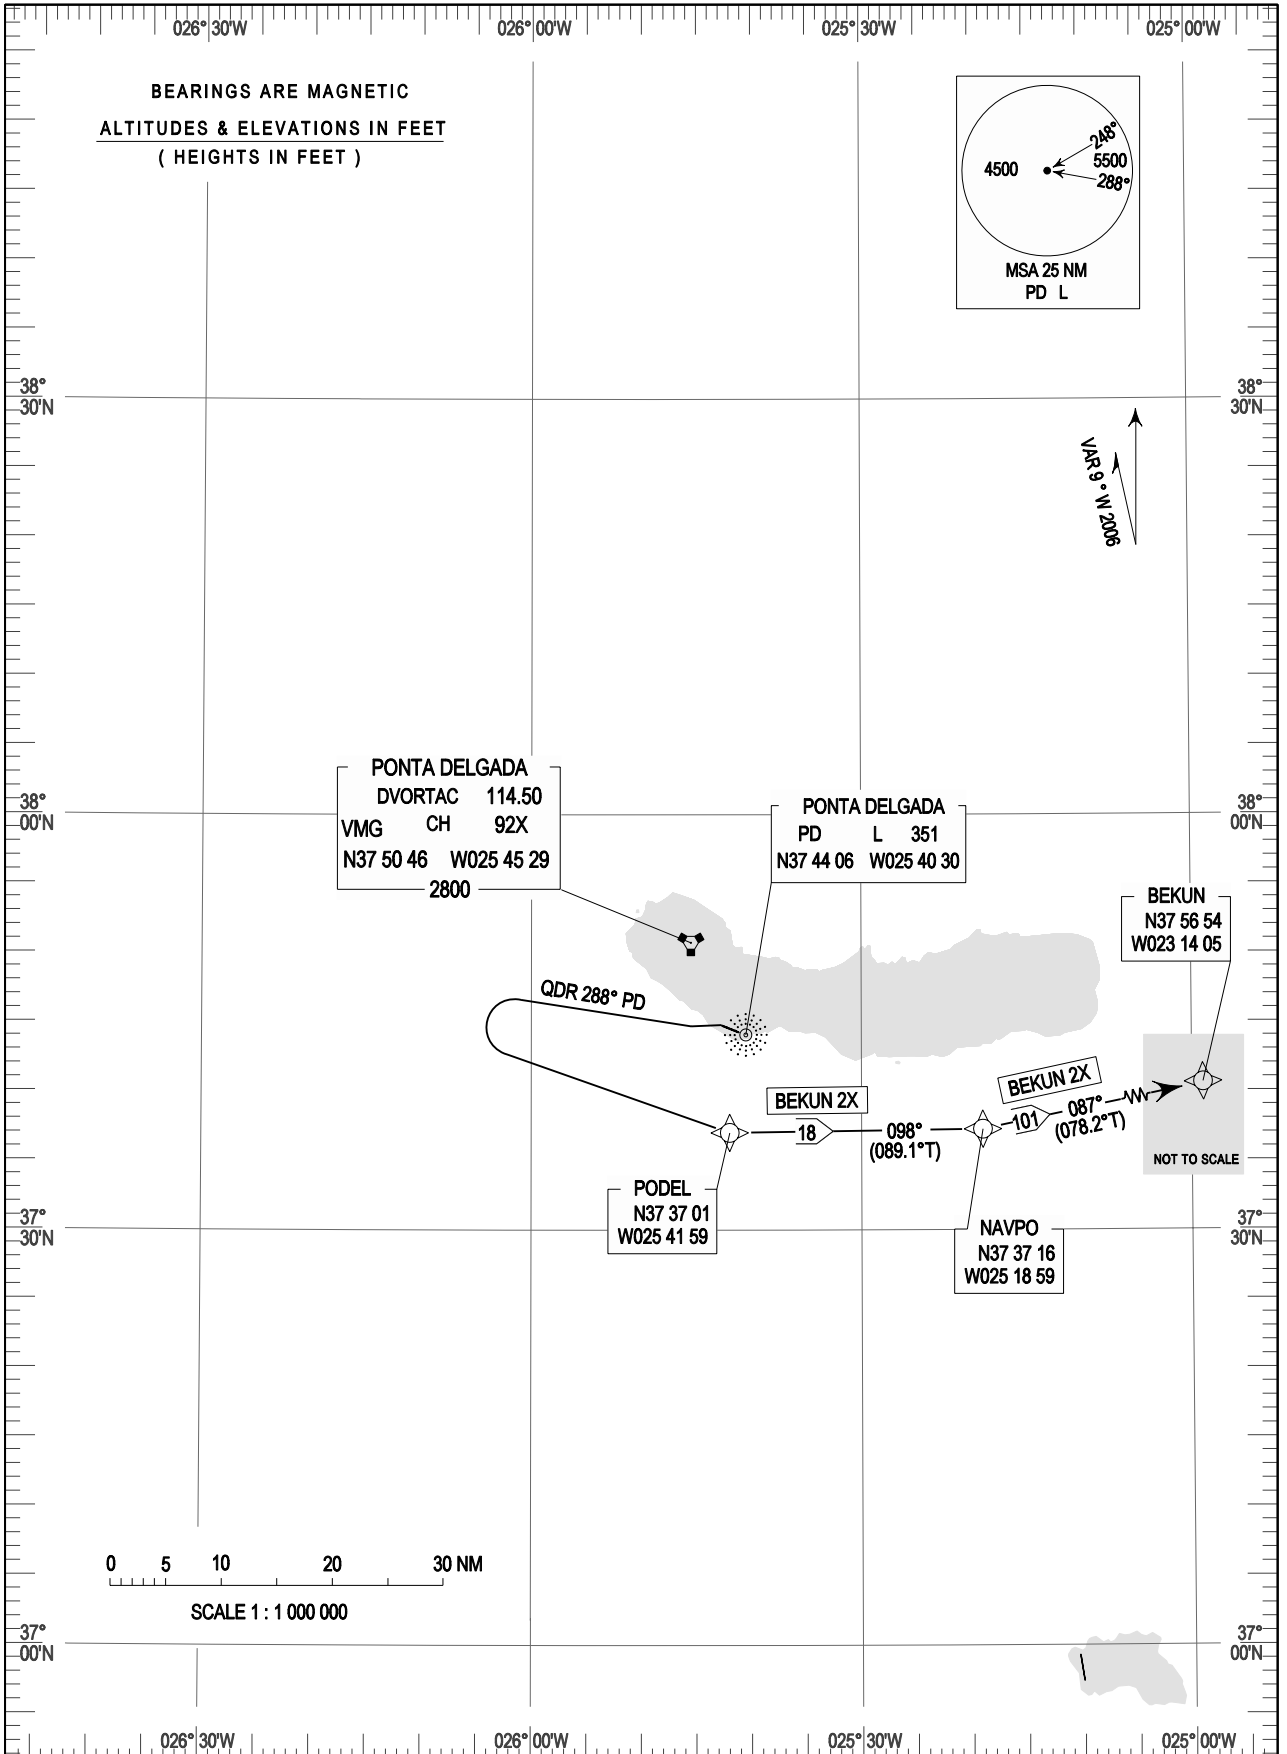 026° 30'W
026° 00'W
025° 30'W
025° 00'W
BEARINGS ARE MAGNETIC
ALTITUDES & ELEVATIONS IN FEET
( HEIGHTS IN FEET )
248°
4500
5500
288°
MSA 25 NM
PD L
38°
30'N
38°
30'N
VAR 9 ° W 2006
38°
00'N
38°
00'N
PONTA DELGADA
DVORTAC 114.50
VMG CH 92X
N37 50 46 W025 45 29
2800
PONTA DELGADA
PD L 351
N37 44 06 W025 40 30
BEKUN
N37 56 54
W023 14 05
QDR 288° PD
BEKUN 2X
18
098°
(089.1°T)
BEKUN 2X
101
087°
(078.2°T)
NOT TO SCALE
PODEL
N37 37 01
W025 41 59
NAVPO
N37 37 16
W025 18 59
37°
30'N
37°
30'N
0 5 10 20 30 NM
SCALE 1 : 1 000 000
37°
00'N
37°
00'N
026° 30'W
026° 00'W
025° 30'W
025° 00'W